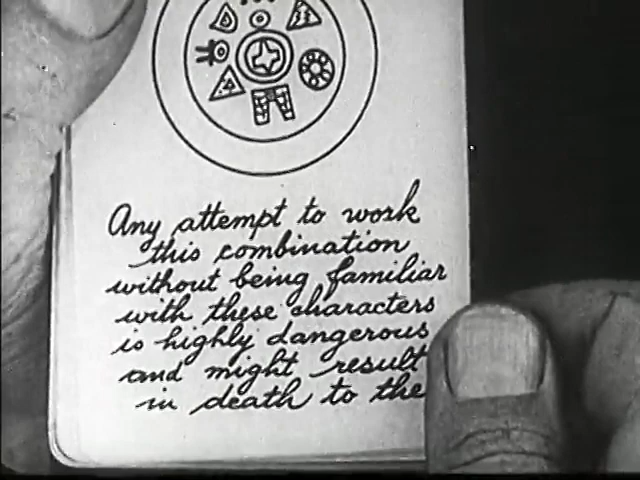 Any attempt to work
this combination
without being familiar
with these characters
is highly dangerous
and might result
in death to the